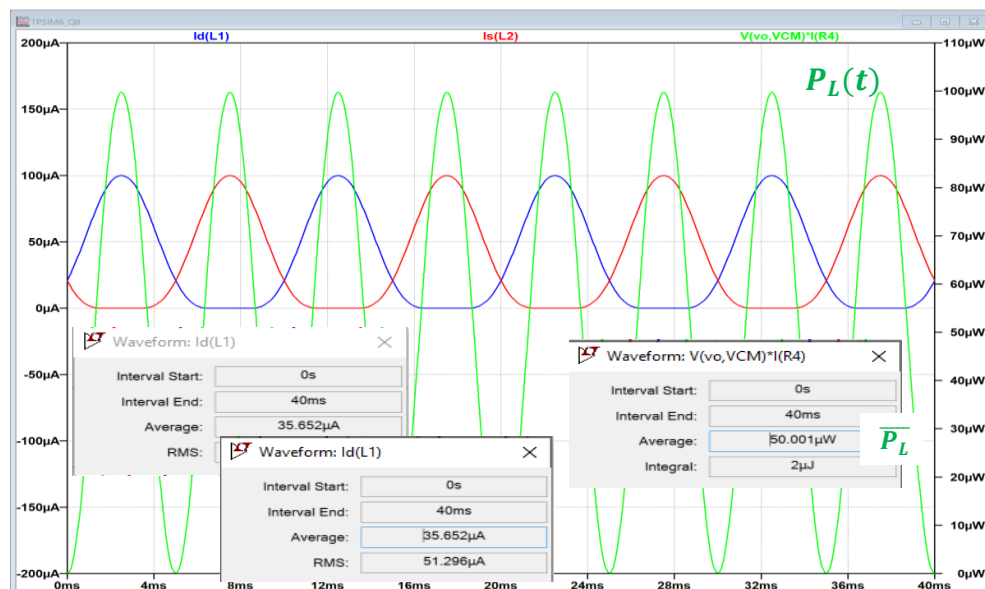 TPSIM6_Q8
Id(L1) Is(L2) V(vo,VCM)*I(R4)
200µA 110µW
P_L(t)
100µW
150µA
90µW
100µA
80µW
70µW
50µA
60µW
0µA
50µW
Waveform: Id(L1)
Interval Start: 0s
Interval End: 40ms
Average: 35.652µA
RMS:
Waveform: V(vo,VCM)*I(R4)
Interval Start: 0s
Interval End: 40ms
Average: 50.001µW
Integral: 2µJ
-50µA
40µW
-100µA
30µW
P_L
Waveform: Id(L1)
Interval Start: 0s
Interval End: 40ms
Average: 35.652µA
RMS: 51.296µA
20µW
-150µA
10µW
-200µA 0µW
0ms 4ms 8ms 12ms 16ms 20ms 24ms 28ms 32ms 36ms 40ms